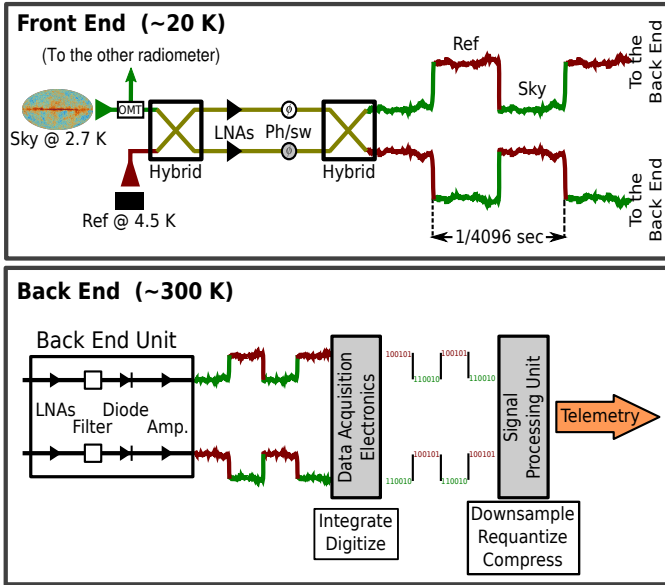 Front End (~20 K)
(To the other radiometer)
OMT
Sky @ 2.7 K
LNAs
Ph/sw
ϕ
ϕ
Hybrid
Hybrid
Ref @ 4.5 K
Ref
Sky
To the
Back End
To the
Back End
1/4096 sec
Back End (~300 K)
Back End Unit
LNAs
Filter
Diode
Amp.
Data Acquisition
Electronics
Integrate
Digitize
100101
110010
100101
110010
110010
100101
110010
100101
Signal
Processing Unit
Downsample
Requantize
Compress
Telemetry